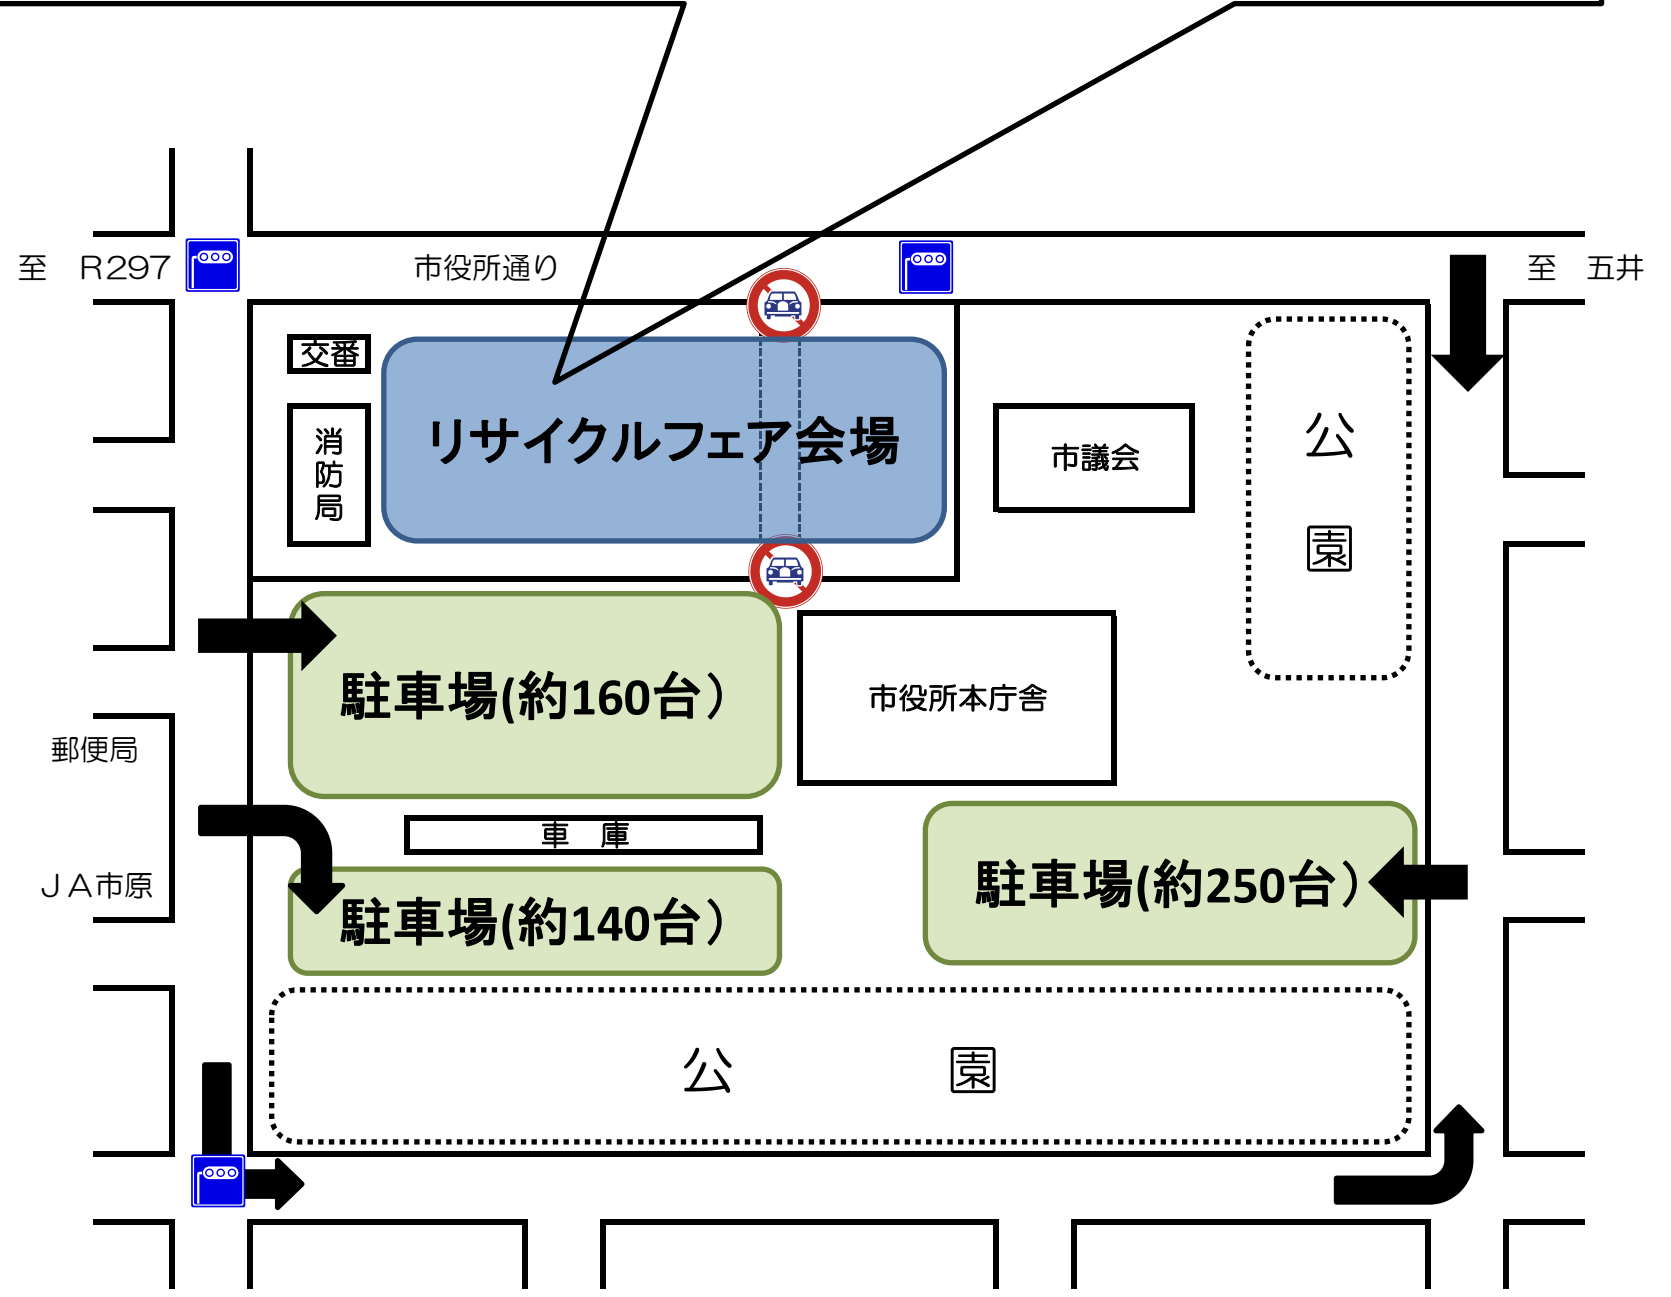 至　Ｒ297
市役所通り
至　五井
交番
消防局
リサイクルフェア会場
市議会
公園
駐車場(約160台）
市役所本庁舎
郵便局
車　庫
ＪＡ市原
駐車場(約140台）
駐車場(約250台）
公園